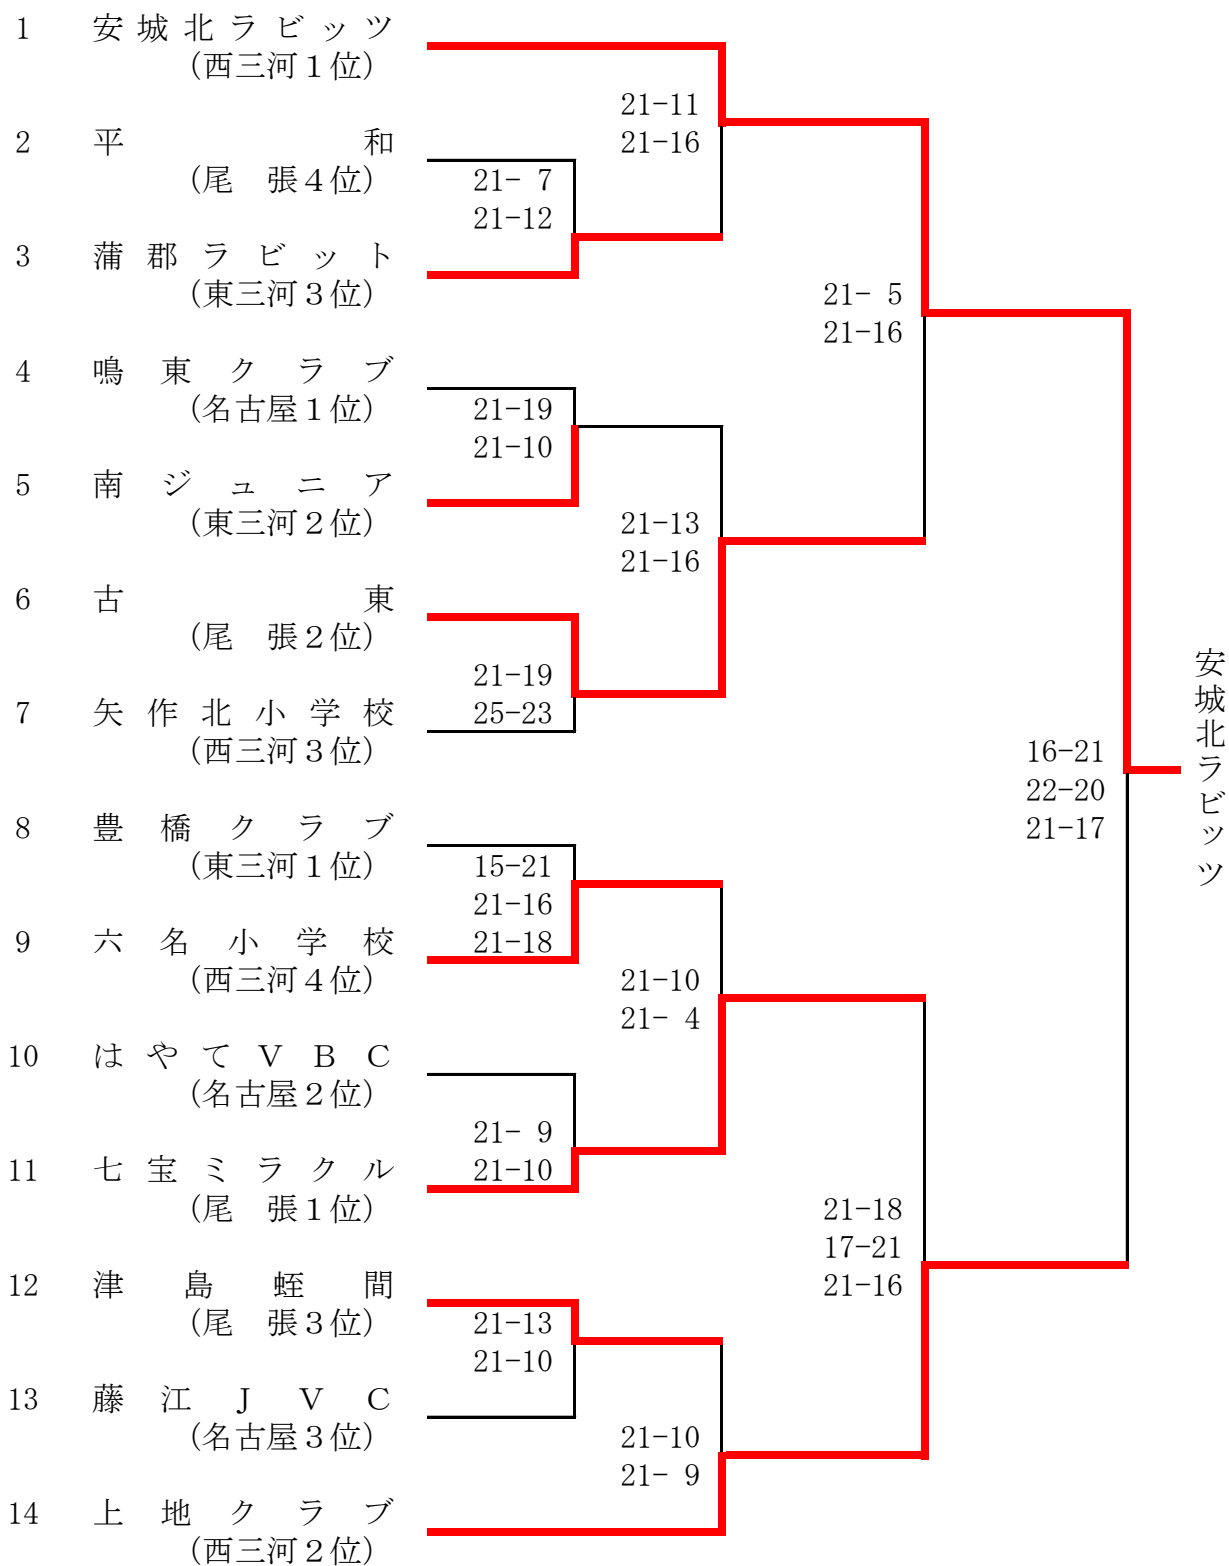 1 安城北ラビッツ
(西三河１位)
2 平和
(尾　張４位)
3 蒲郡ラビット
(東三河３位)
4 鳴東クラブ
(名古屋１位)
5 南ジュニア
(東三河２位)
6 古東
(尾　張２位)
7 矢作北小学校
(西三河３位)
8 豊橋クラブ
(東三河１位)
9 六名小学校
(西三河４位)
10 はやてＶＢＣ
(名古屋２位)
11 七宝ミラクル
(尾　張１位)
12 津島蛭間
(尾　張３位)
13 藤江ＪＶＣ
(名古屋３位)
14 上地クラブ
(西三河２位)
21- 7
21-12
21-19
21-10
21-19
25-23
15-21
21-16
21-18
21- 9
21-10
21-13
21-10
21-11
21-16
21-13
21-16
21-10
21- 4
21-10
21- 9
21- 5
21-16
21-18
17-21
21-16
16-21
22-20
21-17
安城北ラビッツ